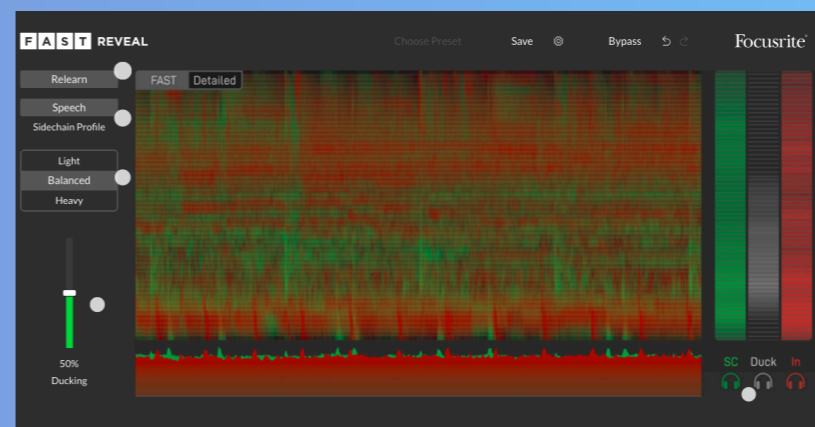 FAST REVEAL
Choose Preset
Save
Bypass
Focusrite
Relearn
FAST
Detailed
Speech
Sidechain Profile
Light
Balanced
Heavy
50%
Ducking
SC
Duck
In